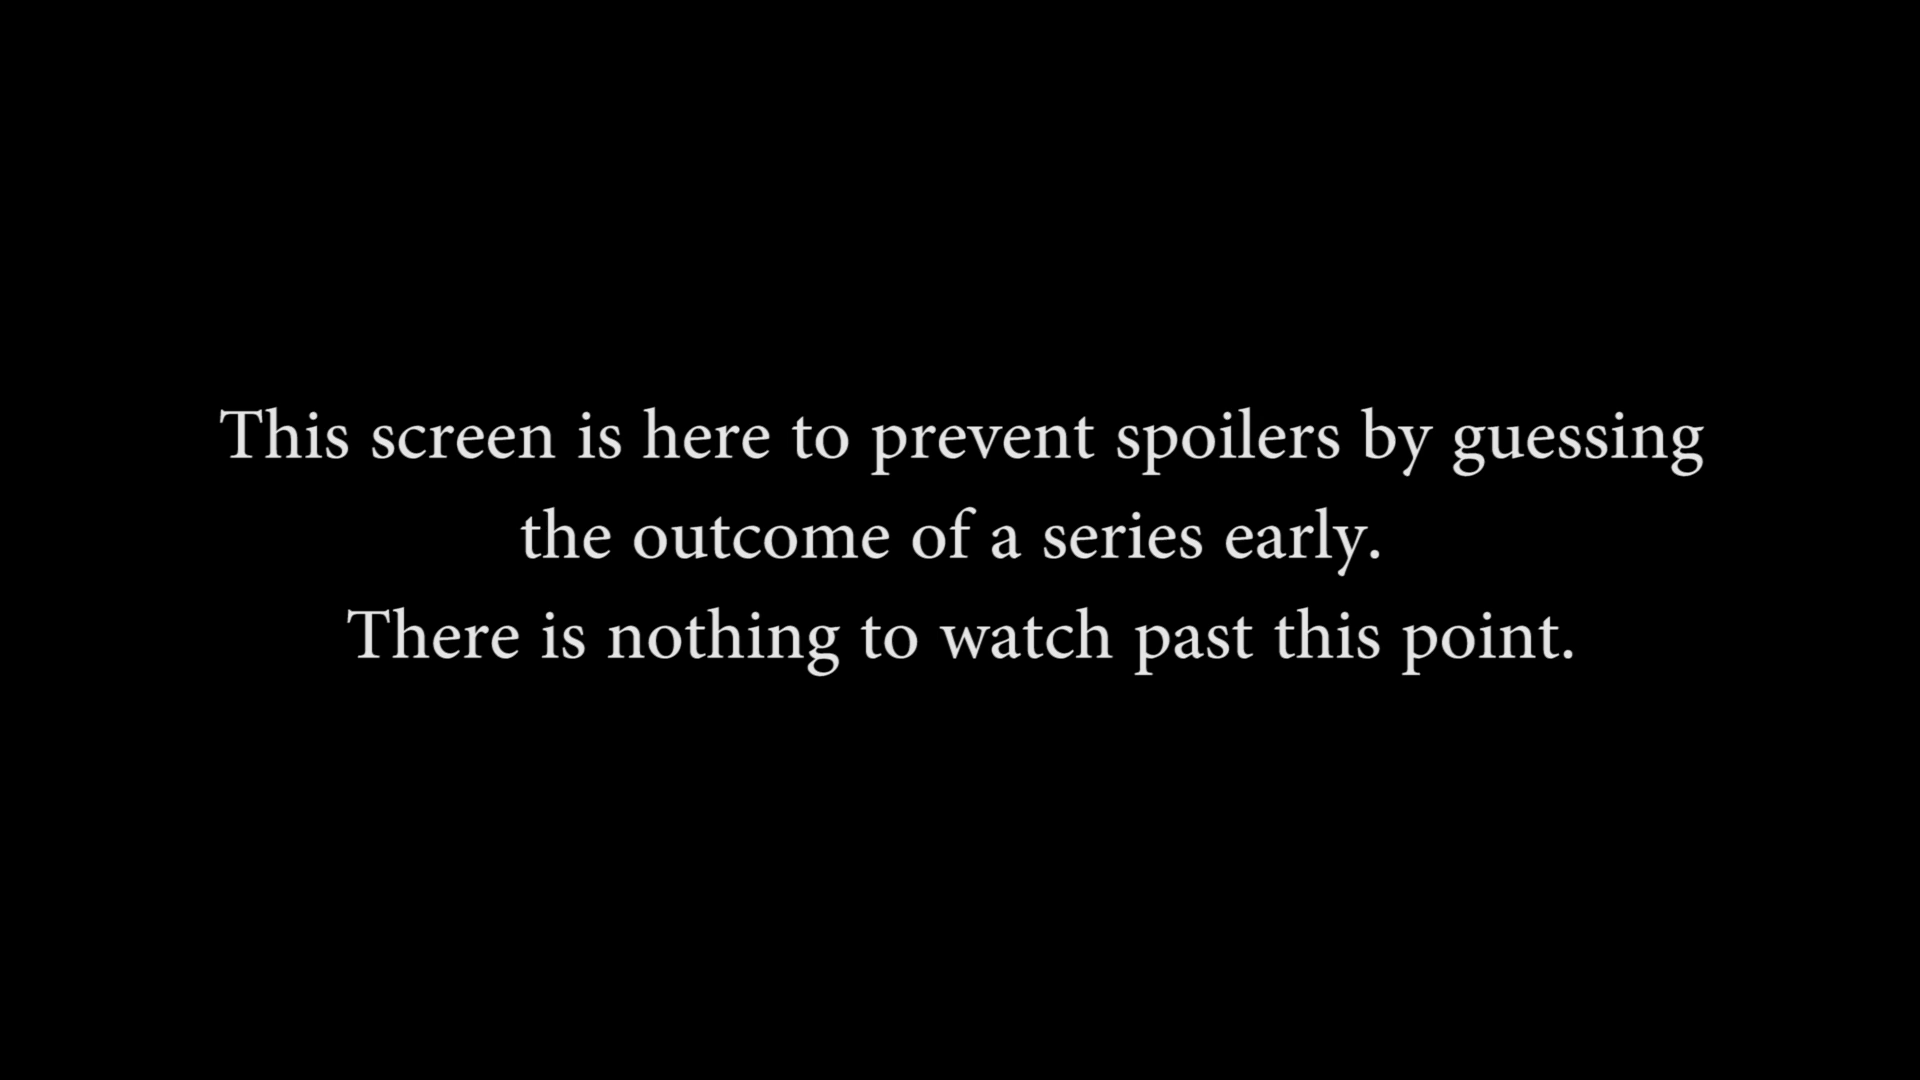 This screen is here to prevent spoilers by guessing
the outcome of a series early.
There is nothing to watch past this point.